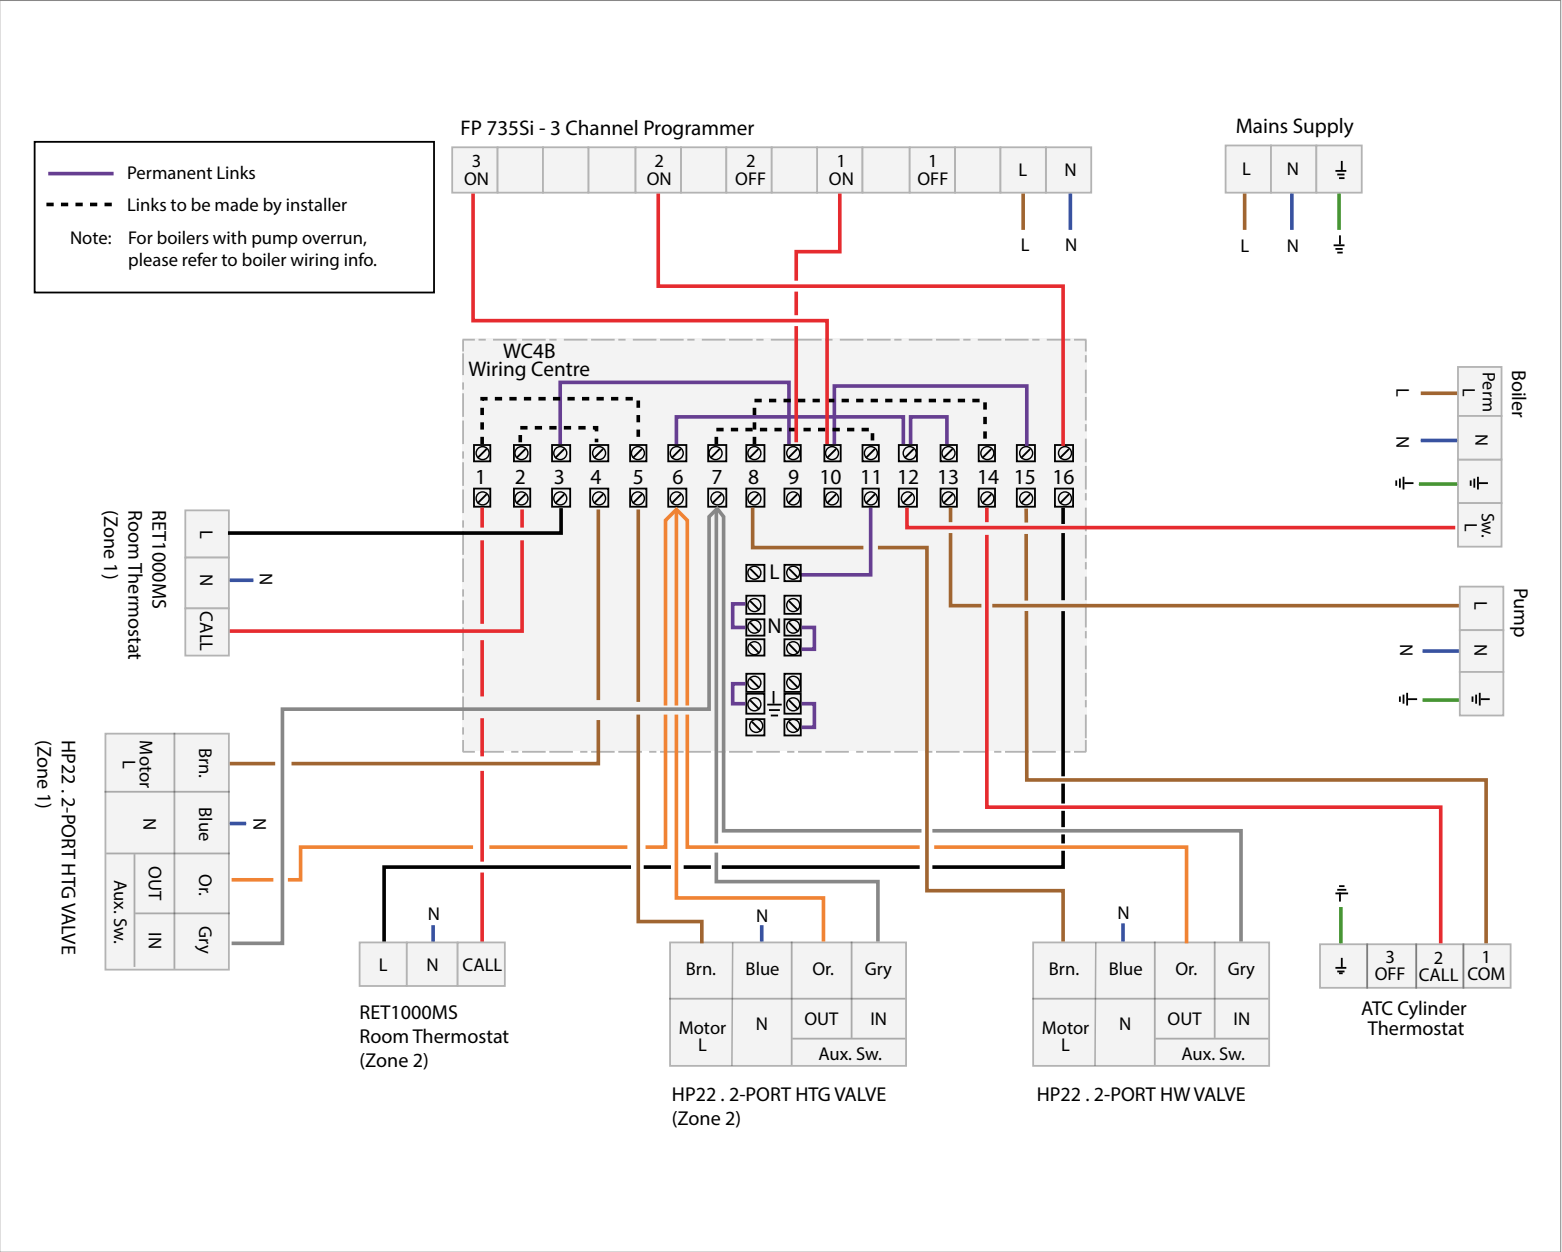 FP 735Si - 3 Channel Programmer
3 ON
2 ON
2 OFF
1 ON
1 OFF
L
N
L
N
Mains Supply
L
N
L
N
Permanent Links
Links to be made by installer
Note: For boilers with pump overrun,
please refer to boiler wiring info.
WC4B
Wiring Centre
1 2 3 4 5 6 7 8 9 10 11 12 13 14 15 16
L
N
Boiler
Perm L
N
Sw. L
L
N
Pump
L
N
N
RET1000MS
Room Thermostat
(Zone 1)
L
N
CALL
N
HP22 . 2-PORT HTG VALVE
(Zone 1)
Motor L
N
Aux. Sw.
OUT
IN
Brn.
Blue
Or.
Gry
N
N
L
N
CALL
RET1000MS
Room Thermostat
(Zone 2)
N
Brn.
Blue
Or.
Gry
Motor L
N
OUT
IN
Aux. Sw.
HP22 . 2-PORT HTG VALVE
(Zone 2)
N
Brn.
Blue
Or.
Gry
Motor L
N
OUT
IN
Aux. Sw.
HP22 . 2-PORT HW VALVE
3 OFF
2 CALL
1 COM
ATC Cylinder
Thermostat